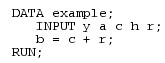 DATA example;
   INPUT y a c h r;
   b = c + r;
RUN;